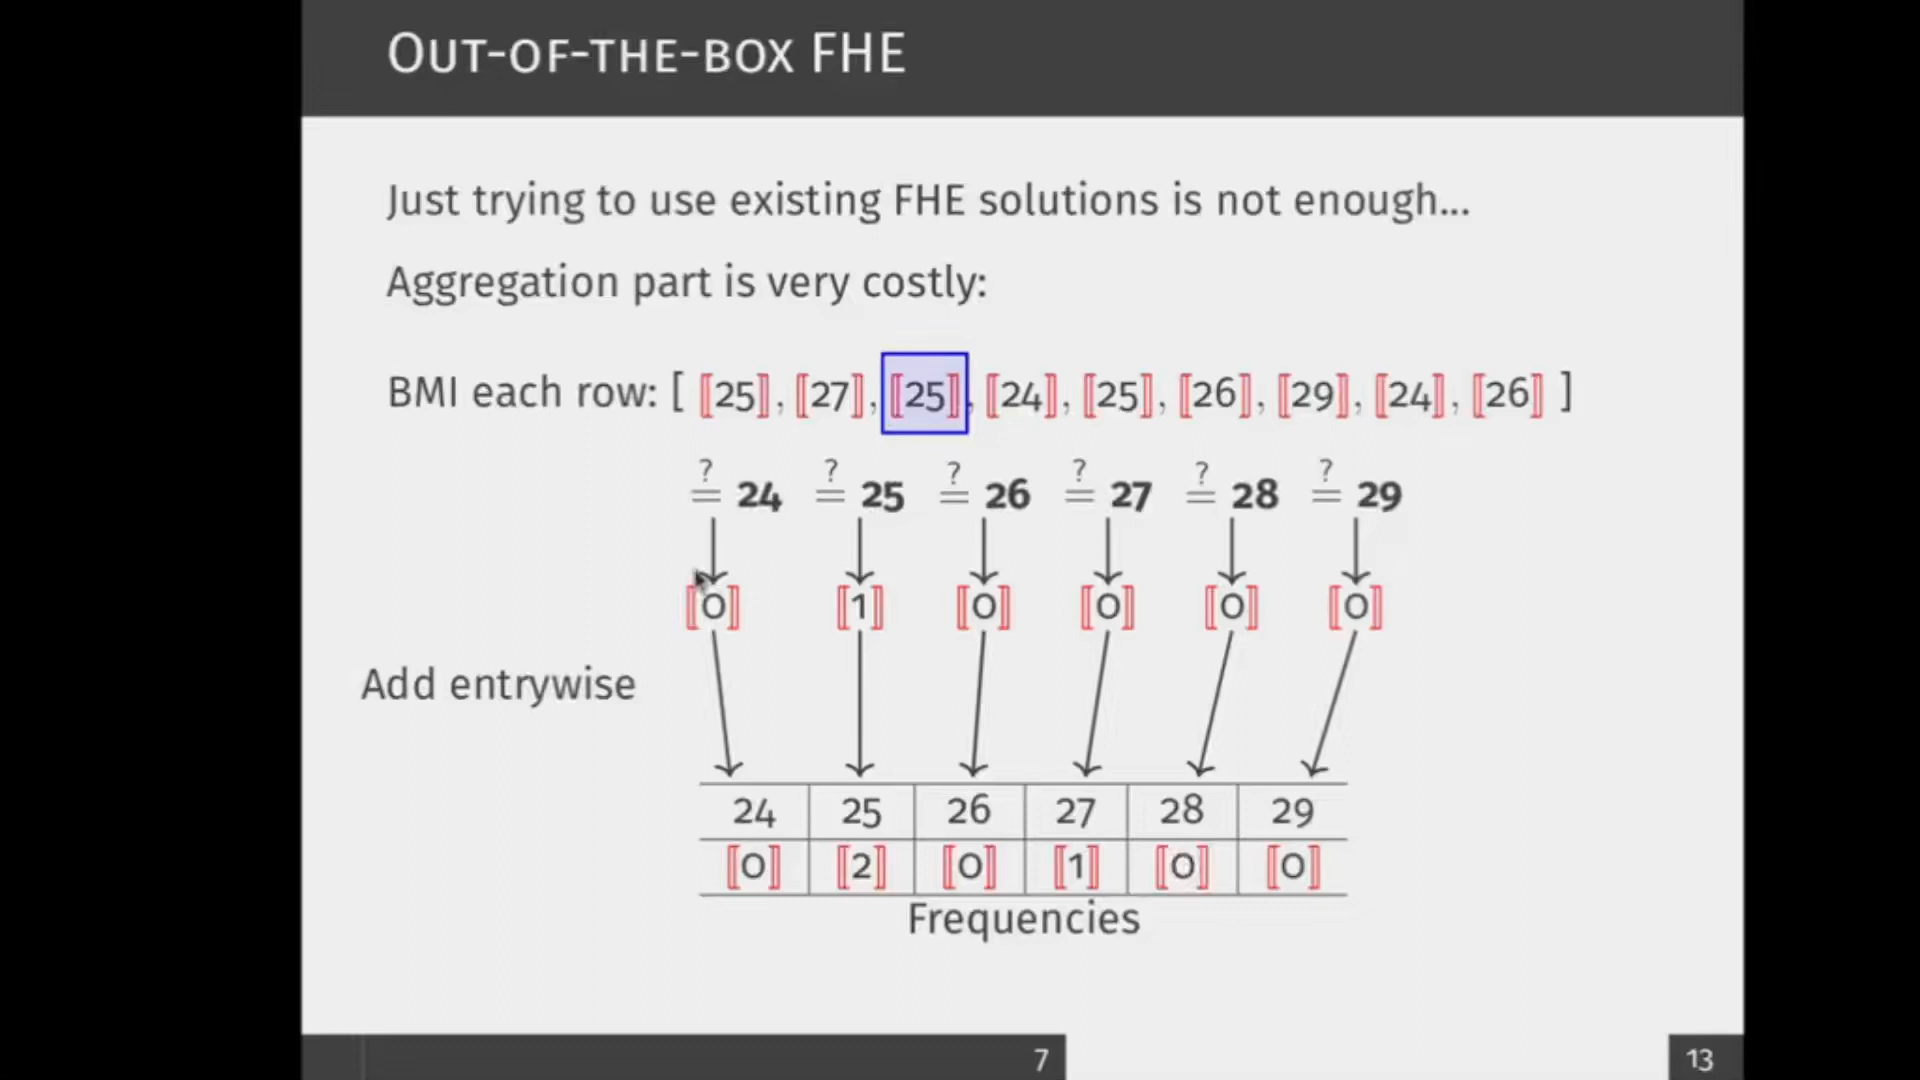 OUT-OF-THE-BOX FHE
Just trying to use existing FHE solutions is not enough...
Aggregation part is very costly:
BMI each row: [ ⟦25⟧, ⟦27⟧, ⟦25⟧, ⟦24⟧, ⟦25⟧, ⟦26⟧, ⟦29⟧, ⟦24⟧, ⟦26⟧ ]
≟ 24 ≟ 25 ≟ 26 ≟ 27 ≟ 28 ≟ 29
⟦0⟧ ⟦1⟧ ⟦0⟧ ⟦0⟧ ⟦0⟧ ⟦0⟧
Add entrywise
24 25 26 27 28 29
⟦0⟧ ⟦2⟧ ⟦0⟧ ⟦1⟧ ⟦0⟧ ⟦0⟧
Frequencies
7 13